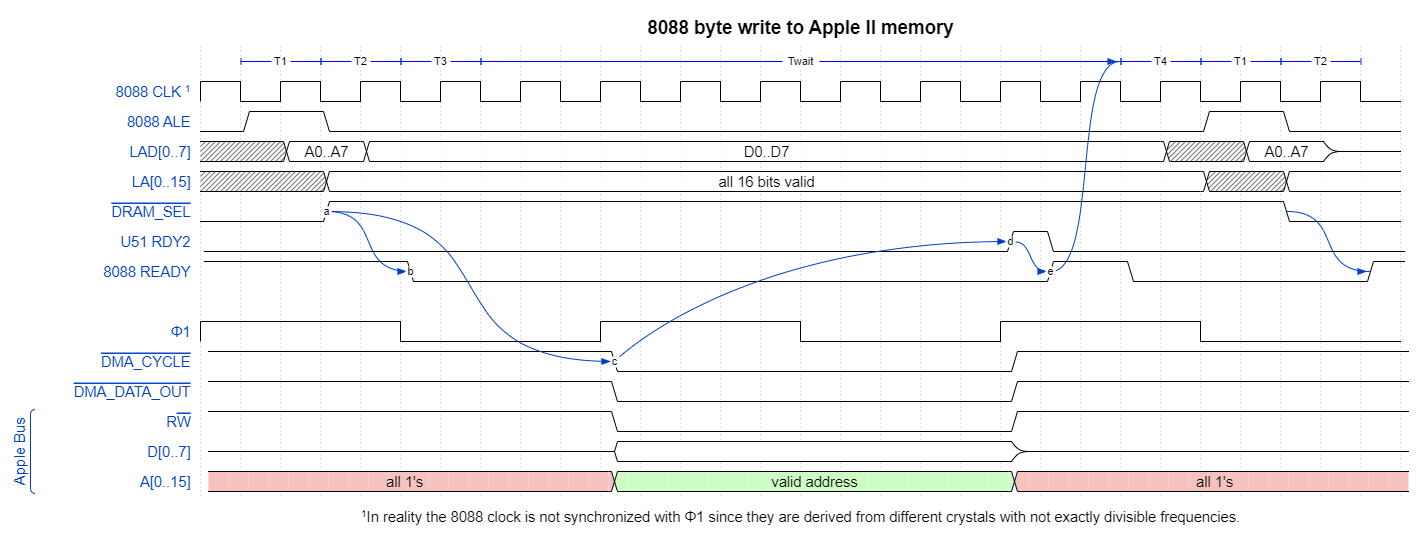 8088 byte write to Apple II memory
T1 T2 T3 Twait T4 T1 T2
8088 CLK ¹
8088 ALE
LAD[0..7] A0..A7 D0..D7 A0..A7
LA[0..15] all 16 bits valid
DRAM_SEL a
U51 RDY2 d
8088 READY b e
Φ1
DMA_CYCLE c
DMA_DATA_OUT
RW
D[0..7]
A[0..15] all 1's valid address all 1's
Apple Bus
¹In reality the 8088 clock is not synchronized with Φ1 since they are derived from different crystals with not exactly divisible frequencies.